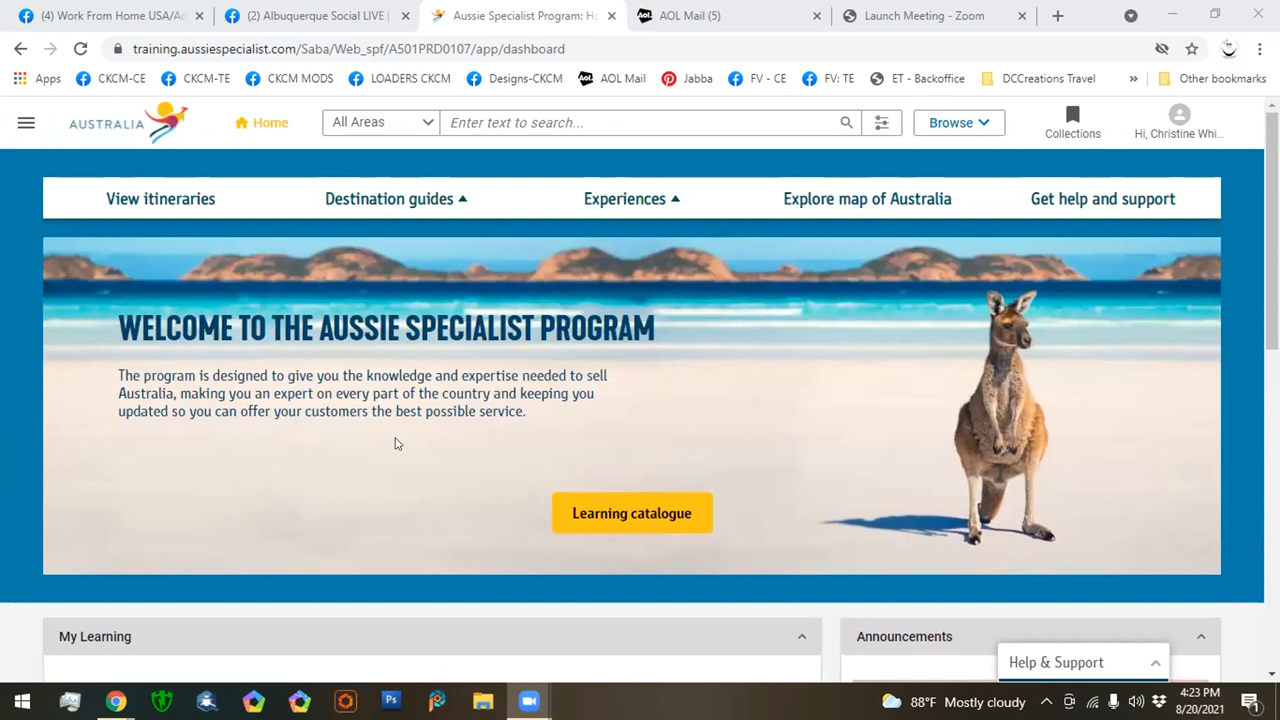 (4) Work From Home USA/Ad
(2) Albuquerque Social LIVE |
Aussie Specialist Program: Ho
Aol. AOL Mail (5)
Launch Meeting - Zoom
training.aussiespecialist.com/Saba/Web_spf/A501PRD0107/app/dashboard
Apps CKCM-CE CKCM-TE CKCM MODS LOADERS CKCM Designs-CKCM Aol. AOL Mail Jabba FV - CE FV: TE ET - Backoffice DCCreations Travel » Other bookmarks
AUSTRALIA Home All Areas Enter text to search... Browse Collections Hi, Christine Whi...
View itineraries Destination guides Experiences Explore map of Australia Get help and support
WELCOME TO THE AUSSIE SPECIALIST PROGRAM
The program is designed to give you the knowledge and expertise needed to sell
Australia, making you an expert on every part of the country and keeping you
updated so you can offer your customers the best possible service.
Learning catalogue
My Learning Announcements
Help & Support
Ps 88°F Mostly cloudy 4:23 PM
8/20/2021 1